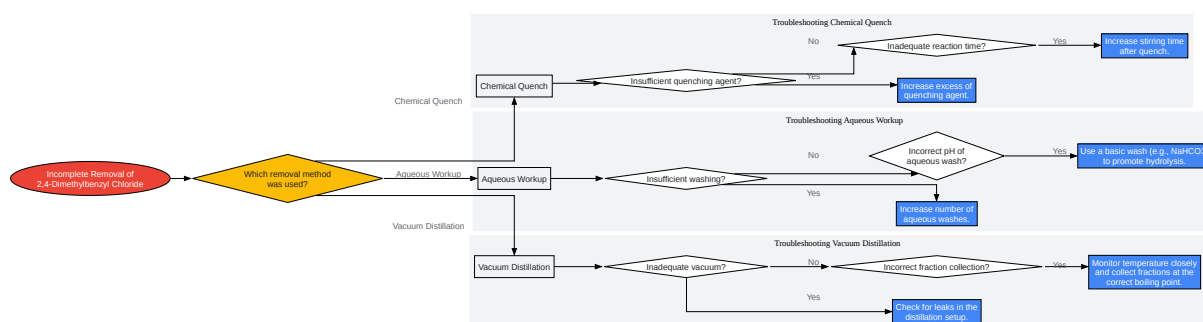 Troubleshooting Chemical Quench
No
Inadequate reaction time?
Yes
Increase stirring time
after quench.
Chemical Quench
Insufficient quenching agent?
Yes
Increase excess of
quenching agent.
Chemical Quench
Troubleshooting Aqueous Workup
Incomplete Removal of
2,4-Dimethylbenzyl Chloride
Which removal method
was used?
Aqueous Workup
Aqueous Workup
Insufficient washing?
No
Incorrect pH of
aqueous wash?
Yes
Use a basic wash (e.g., NaHCO3
to promote hydrolysis.
Yes
Increase number of
aqueous washes.
Vacuum Distillation
Troubleshooting Vacuum Distillation
Vacuum Distillation
Inadequate vacuum?
No
Incorrect fraction collection?
Yes
Monitor temperature closely
and collect fractions at the
correct boiling point.
Yes
Check for leaks in the
distillation setup.